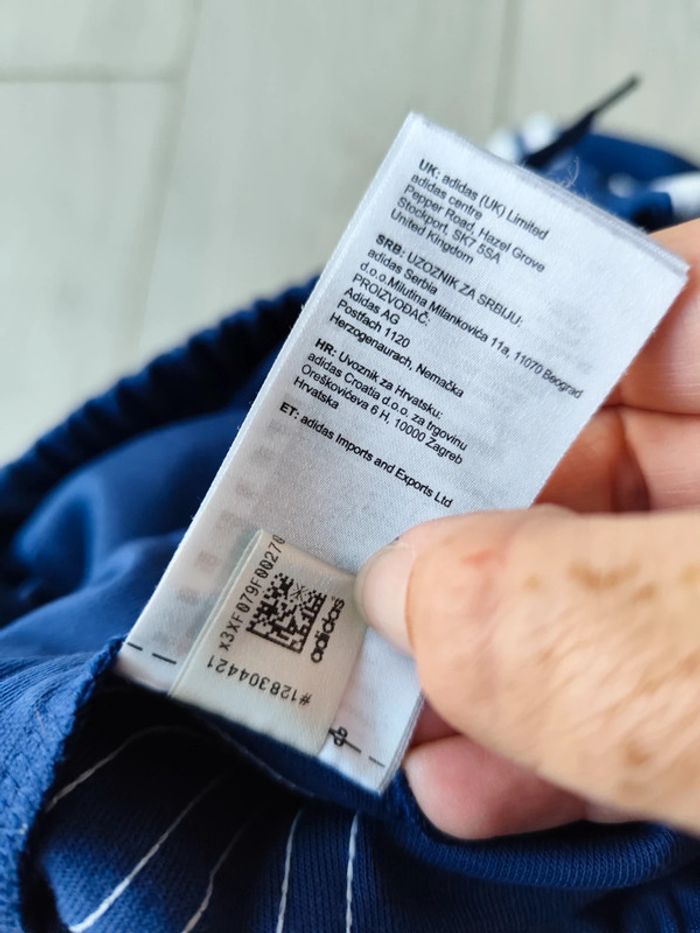 UK: adidas (UK) Limited
adidas centre
Pepper Road, Hazel Grove
Stockport. SK7 5SA
United Kingdom
SRB: UZOZNIK ZA SRBIJU:
adidas Serbia
d.o.o.Milutina Milankovića 11a, 11070 Beograd
PROIZVOĐAČ:
Adidas AG
Postfach 1120
Herzogenaurach, Nemačka
HR: Uvoznik za Hrvatsku:
adidas Croatia d.o.o. za trgovinu
Oreškovićeva 6 H, 10000 Zagreb
Hrvatska
ET: adidas Imports and Exports Ltd
x3XF079F00270
adidas
#128304421